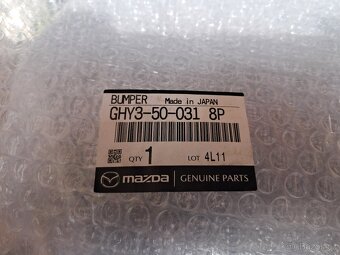 BUMPER Made in JAPAN
GHY3-50-031 8P
QTY 1 LOT 4L11
mazda GENUINE PARTS